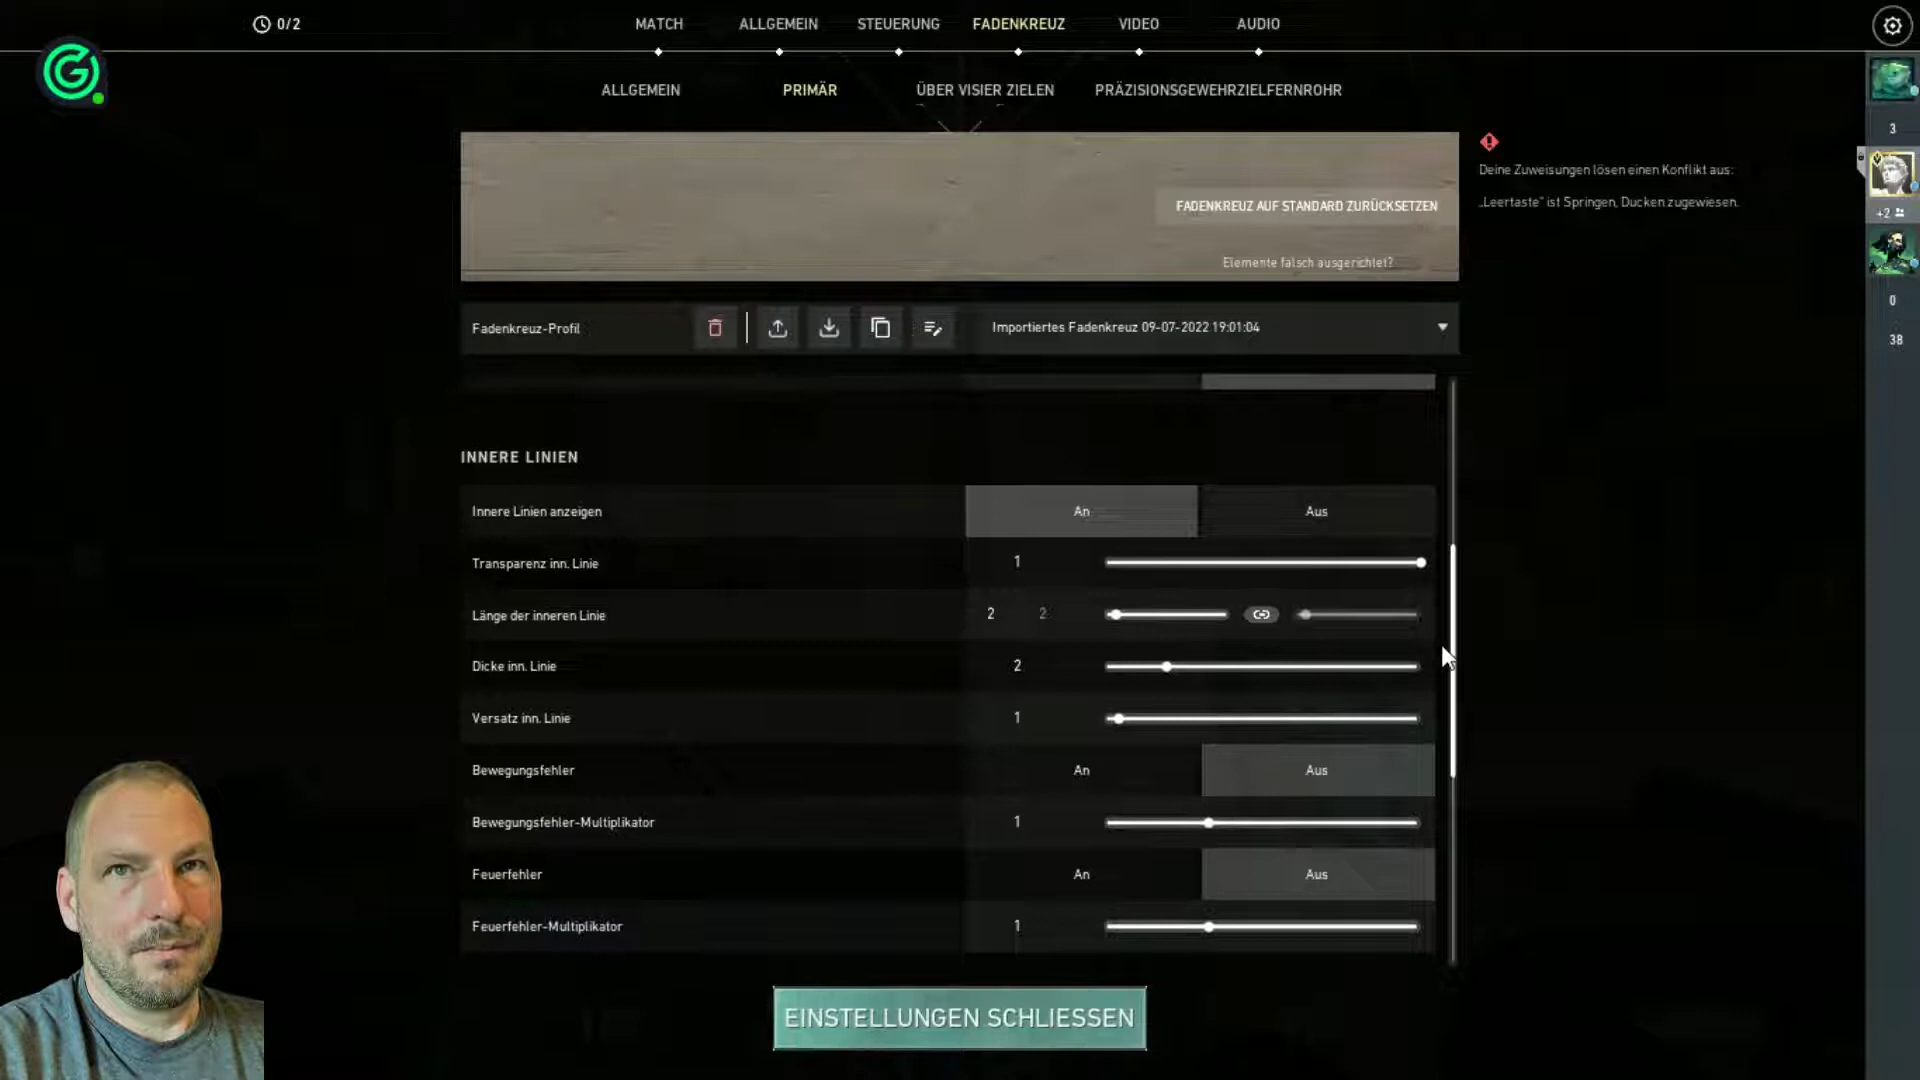 0/2
MATCH ALLGEMEIN STEUERUNG FADENKREUZ VIDEO AUDIO
ALLGEMEIN PRIMÄR ÜBER VISIER ZIELEN PRÄZISIONSGEWEHRZIELFERNROHR
FADENKREUZ AUF STANDARD ZURÜCKSETZEN
Elemente falsch ausgerichtet?
Deine Zuweisungen lösen einen Konflikt aus:
„Leertaste" ist Springen, Ducken zugewiesen.
3
+2
0
38
Fadenkreuz-Profil Importiertes Fadenkreuz 09-07-2022 19:01:04
INNERE LINIEN
Innere Linien anzeigen An Aus
Transparenz inn. Linie 1
Länge der inneren Linie 2 2
Dicke inn. Linie 2
Versatz inn. Linie 1
Bewegungsfehler An Aus
Bewegungsfehler-Multiplikator 1
Feuerfehler An Aus
Feuerfehler-Multiplikator 1
EINSTELLUNGEN SCHLIESSEN